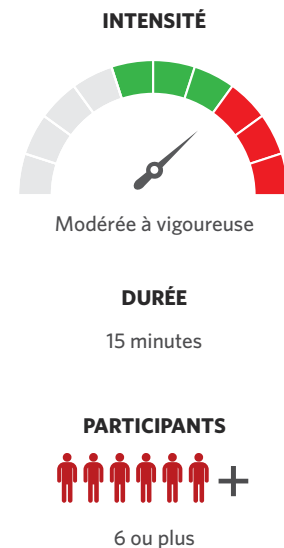 INTENSITÉ
Modérée à vigoureuse
DURÉE
15 minutes
PARTICIPANTS
+
6 ou plus